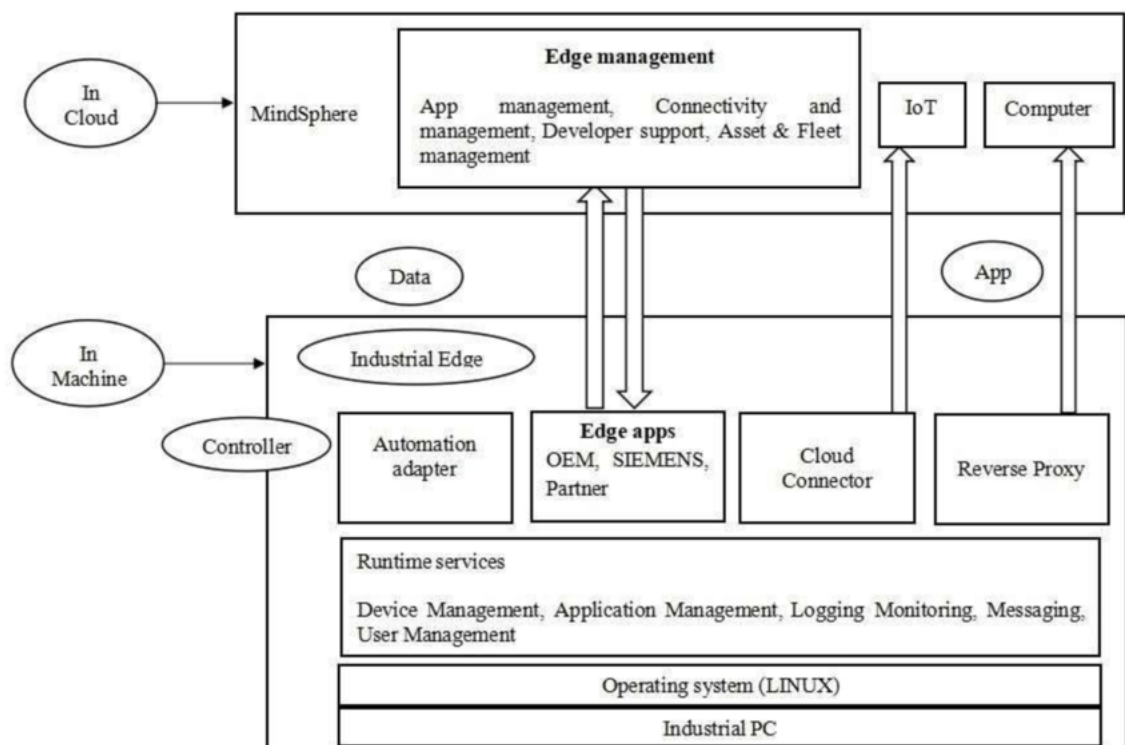 Edge management
In
Cloud
MindSphere
App management, Connectivity and
management, Developer support, Asset & Fleet
management
IoT
Computer
Data
App
In
Machine
Industrial Edge
Controller
Automation
adapter
Edge apps
OEM, SIEMENS,
Partner
Cloud
Connector
Reverse Proxy
Runtime services
Device Management, Application Management, Logging Monitoring, Messaging,
User Management
Operating system (LINUX)
Industrial PC